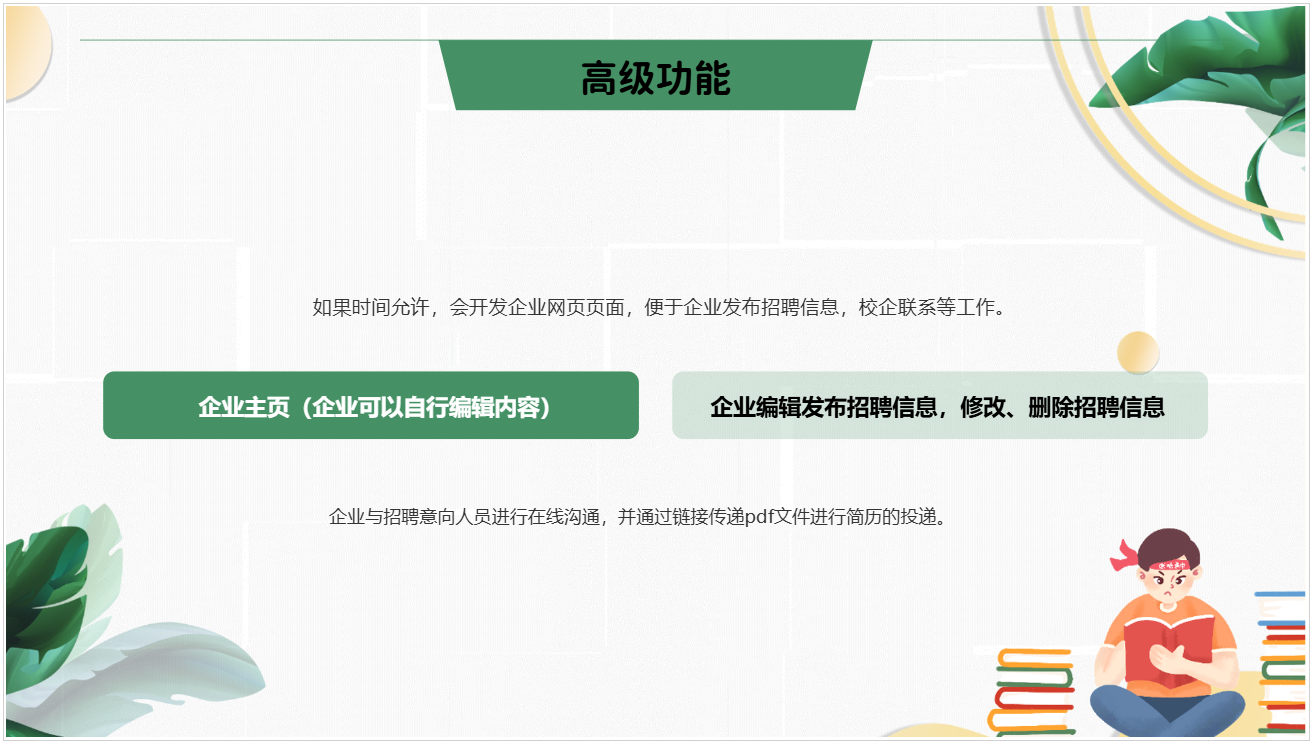 高级功能
如果时间允许，会开发企业网页页面，便于企业发布招聘信息，校企联系等工作。
企业主页（企业可以自行编辑内容）
企业编辑发布招聘信息，修改、删除招聘信息
企业与招聘意向人员进行在线沟通，并通过链接传递pdf文件进行简历的投递。